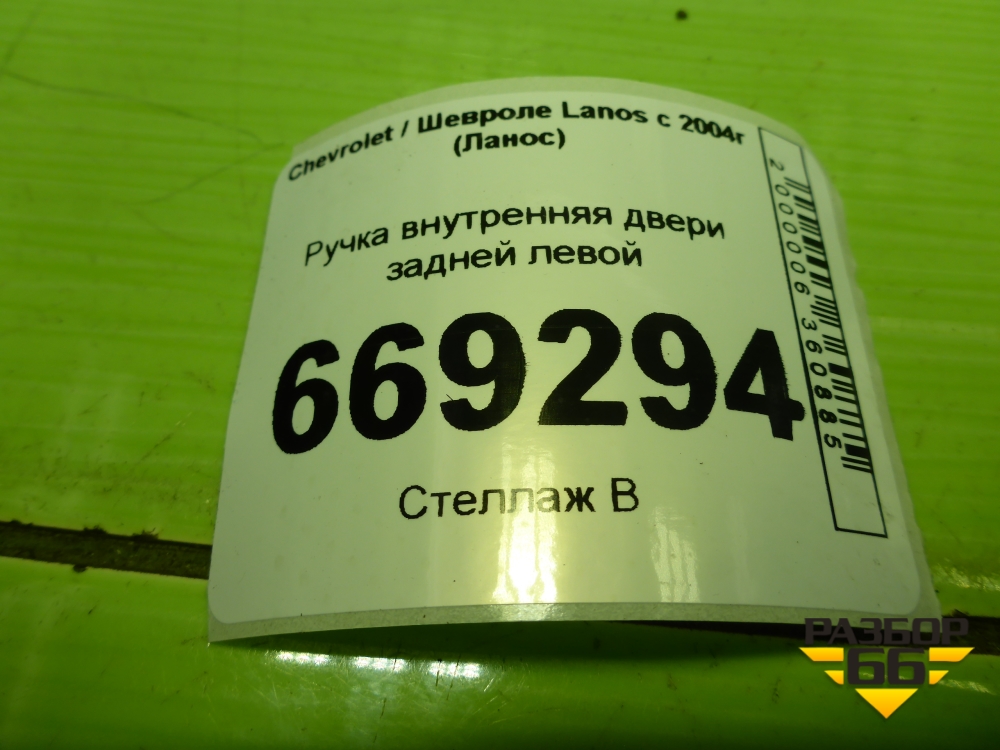 Chevrolet / Шевроле Lanos с 2004г
(Ланос)
Ручка внутренняя двери
задней левой
669294
Стеллаж В
2000006360885
РАЗБОР
66